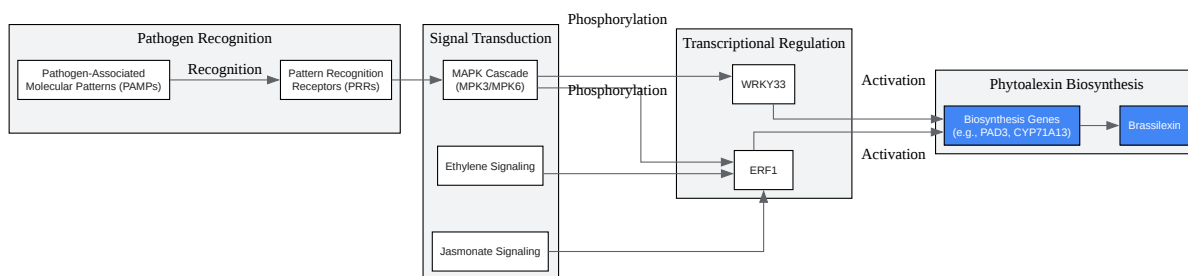 Pathogen Recognition
Pathogen-Associated
Molecular Patterns (PAMPs)
Recognition
Pattern Recognition
Receptors (PRRs)
Signal Transduction
MAPK Cascade
(MPK3/MPK6)
Ethylene Signaling
Jasmonate Signaling
Phosphorylation
Phosphorylation
Transcriptional Regulation
WRKY33
ERF1
Activation
Activation
Phytoalexin Biosynthesis
Biosynthesis Genes
(e.g., PAD3, CYP71A13)
Brassilexin